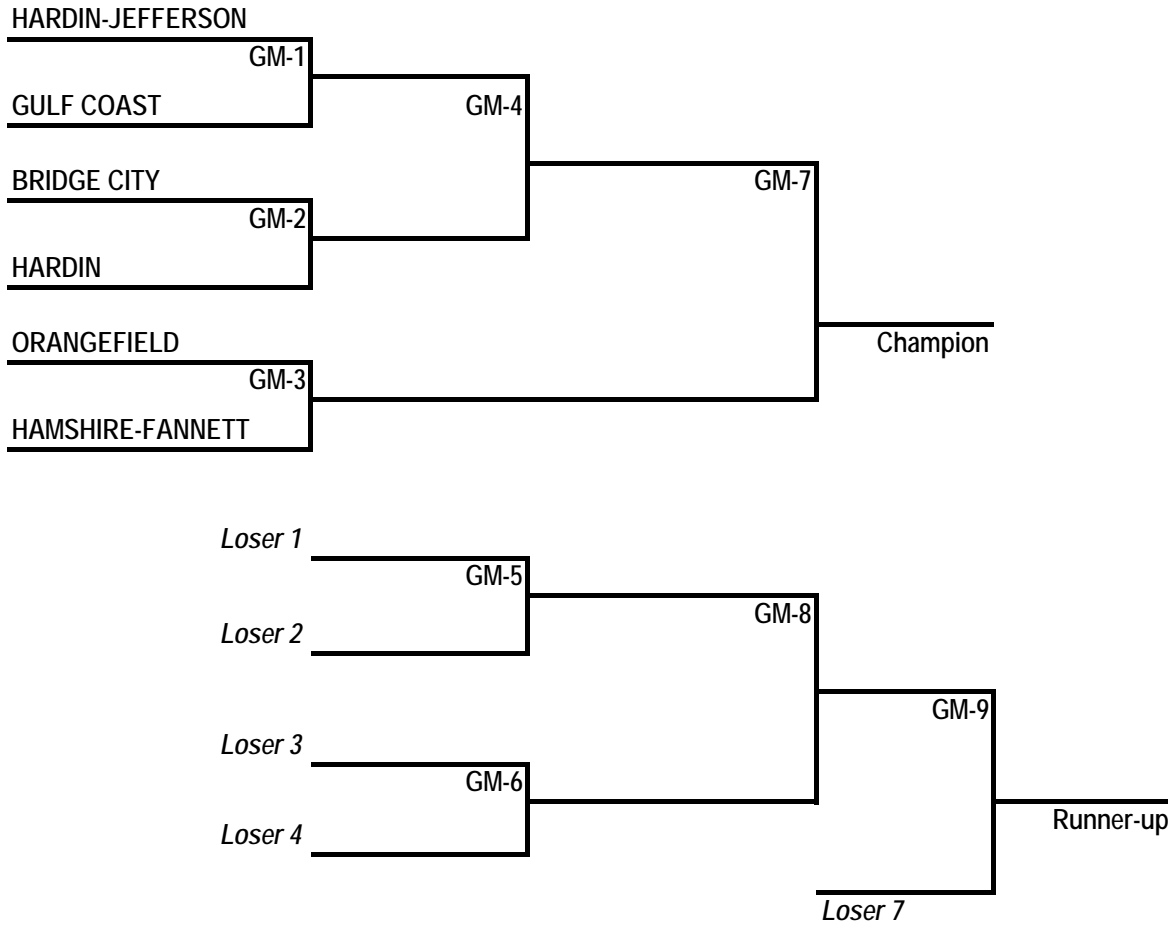 HARDIN-JEFFERSON
GM-1
GULF COAST
GM-4
BRIDGE CITY
GM-7
GM-2
HARDIN
ORANGEFIELD
Champion
GM-3
HAMSHIRE-FANNETT
Loser 1
GM-5
GM-8
Loser 2
GM-9
Loser 3
GM-6
Runner-up
Loser 4
Loser 7